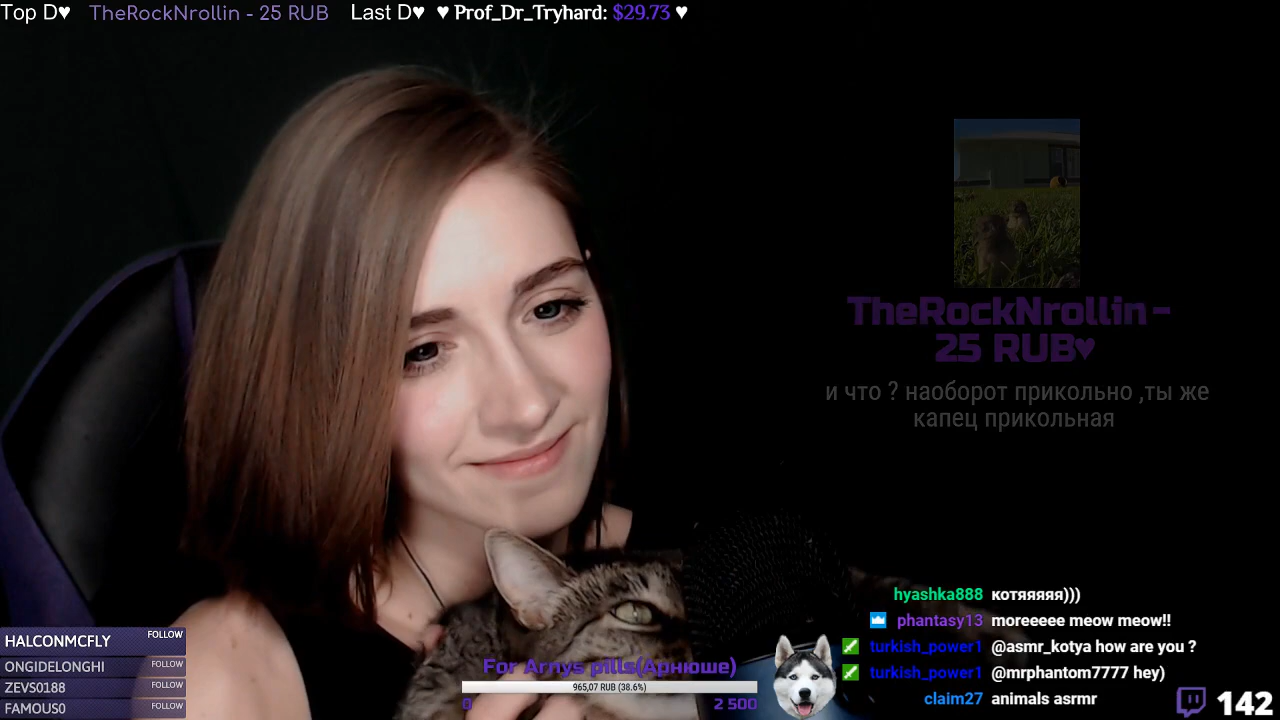 Top D♥ TheRockNrollin - 25 RUB Last D♥ ♥ Prof_Dr_Tryhard: $29.73 ♥
TheRockNrollin -
25 RUB♥
и что ? наоборот прикольно ,ты же
капец прикольная
hyashka888 котяяяяя)))
phantasy13 moreeeee meow meow!!
turkish_power1 @asmr_kotya how are you ?
turkish_power1 @mrphantom7777 hey)
claim27 animals asrmr
HALCONMCFLY FOLLOW
ONGIDELONGHI FOLLOW
ZEVS0188 FOLLOW
FAMOUS0 FOLLOW
For Arnys pills(Арнюше)
965,07 RUB (38.6%)
0 2 500
142